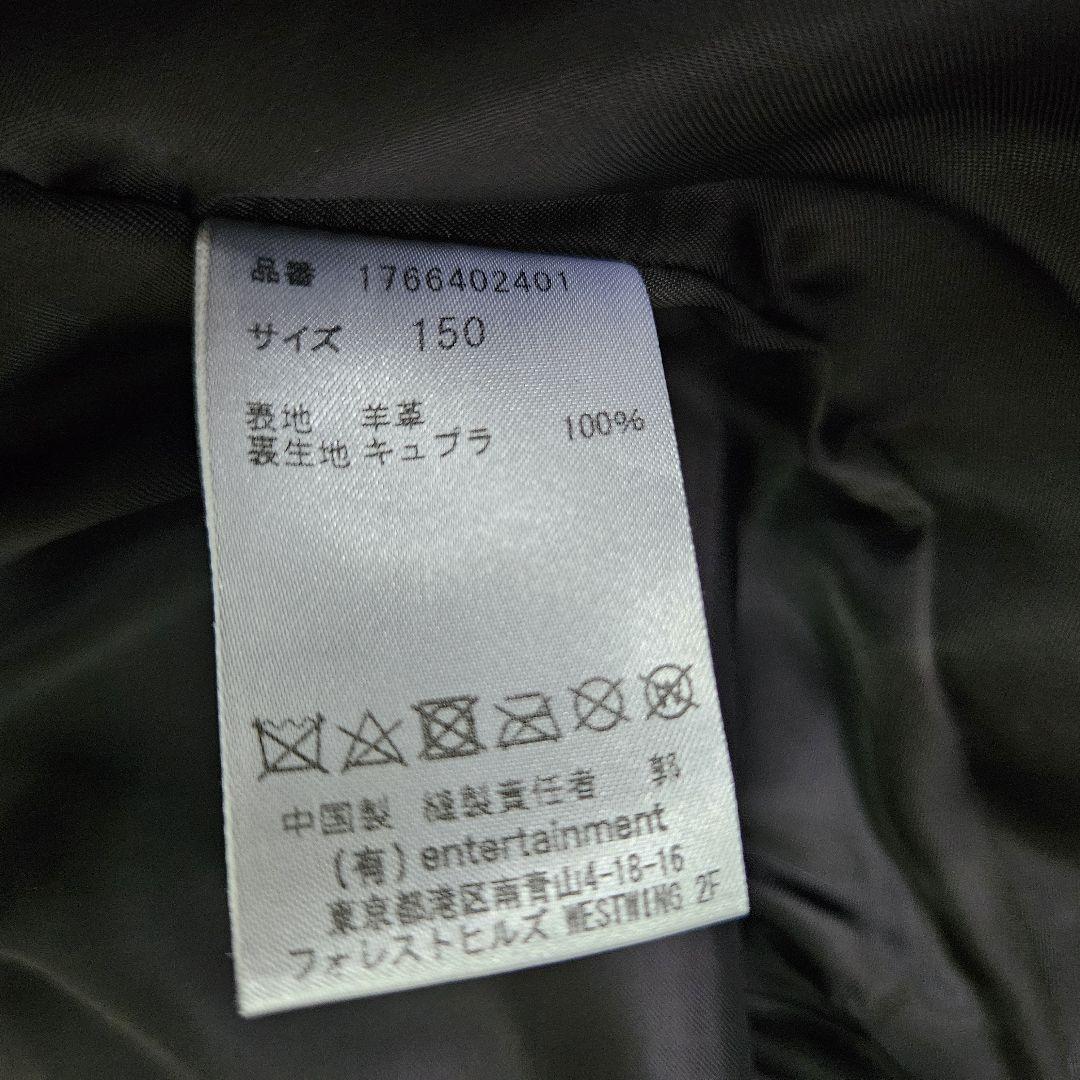 品番 1766402401
サイズ 150
表地 羊革
裏生地 キュプラ 100%
中国製 縫製責任者 郭
(有) entertainment
東京都港区南青山4-18-16
フォレストヒルズ WESTWING 2F